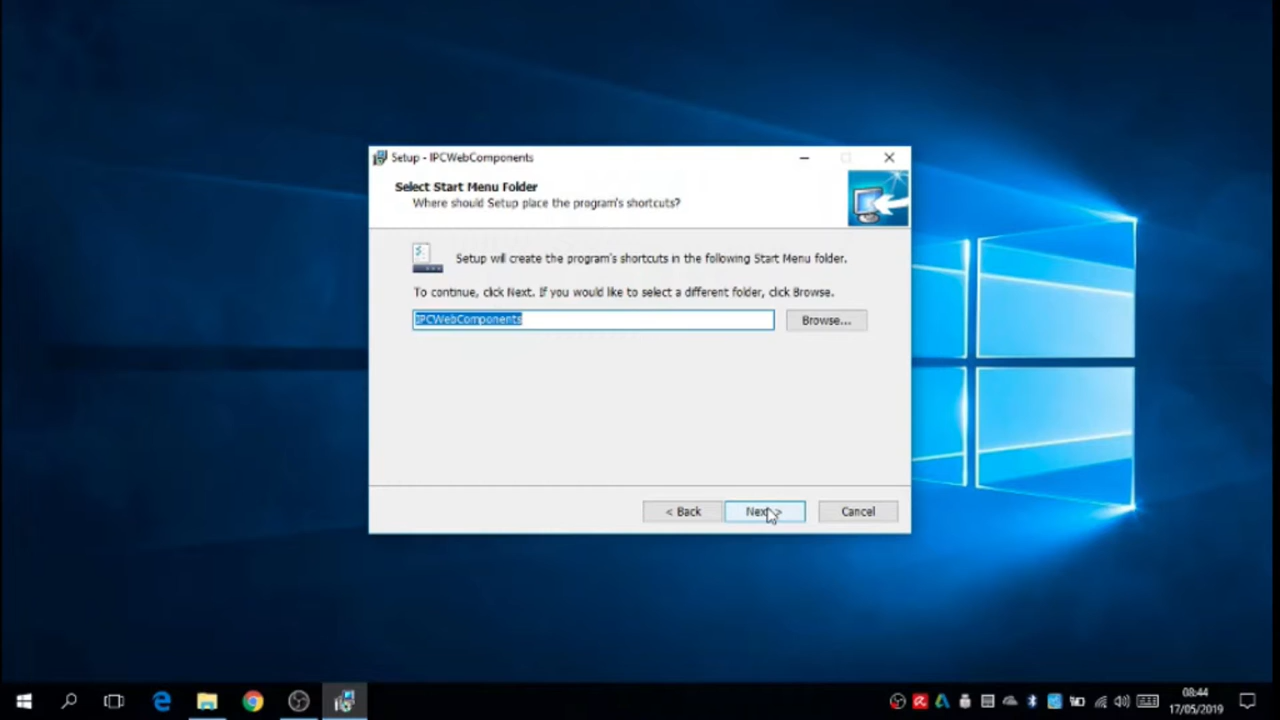 Setup - IPCWebComponents
Select Start Menu Folder
Where should Setup place the program's shortcuts?
Setup will create the program's shortcuts in the following Start Menu folder.
To continue, click Next. If you would like to select a different folder, click Browse.
IPCWebComponents
Browse...
< Back
Next >
Cancel
08:44
17/05/2019